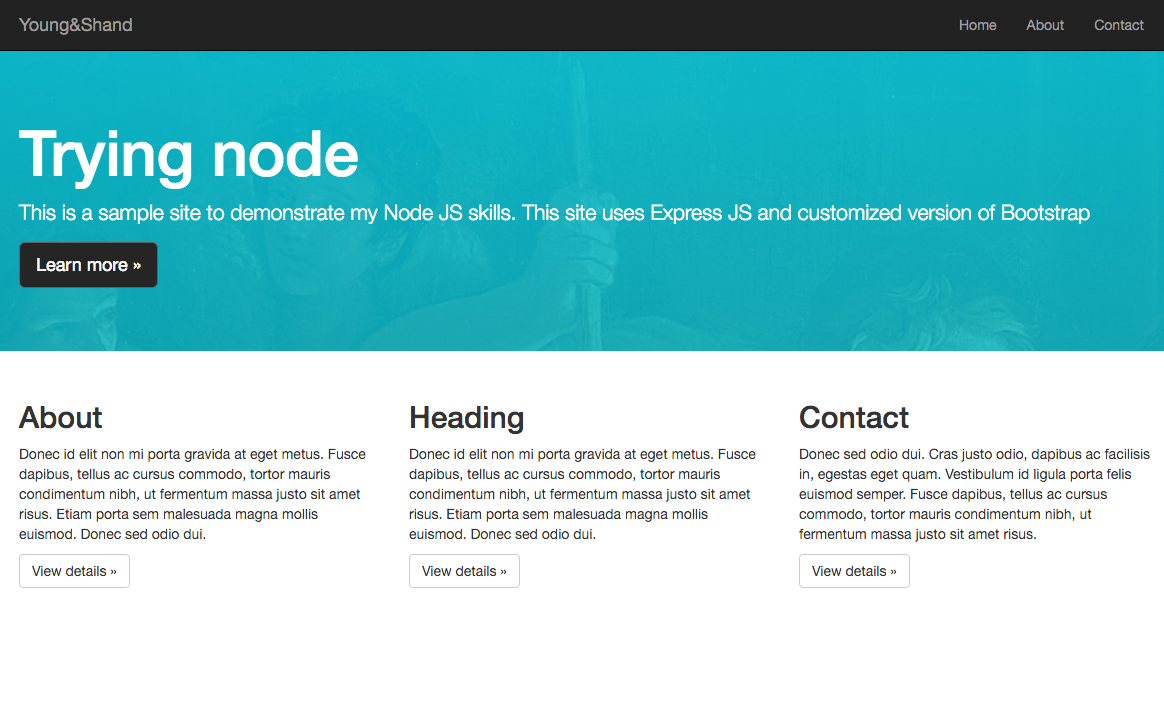 Young&Shand
Home About Contact
Trying node
This is a sample site to demonstrate my Node JS skills. This site uses Express JS and customized version of Bootstrap
Learn more »
About
Donec id elit non mi porta gravida at eget metus. Fusce
dapibus, tellus ac cursus commodo, tortor mauris
condimentum nibh, ut fermentum massa justo sit amet
risus. Etiam porta sem malesuada magna mollis
euismod. Donec sed odio dui.
View details »
Heading
Donec id elit non mi porta gravida at eget metus. Fusce
dapibus, tellus ac cursus commodo, tortor mauris
condimentum nibh, ut fermentum massa justo sit amet
risus. Etiam porta sem malesuada magna mollis
euismod. Donec sed odio dui.
View details »
Contact
Donec sed odio dui. Cras justo odio, dapibus ac facilisis
in, egestas eget quam. Vestibulum id ligula porta felis
euismod semper. Fusce dapibus, tellus ac cursus
commodo, tortor mauris condimentum nibh, ut
fermentum massa justo sit amet risus.
View details »